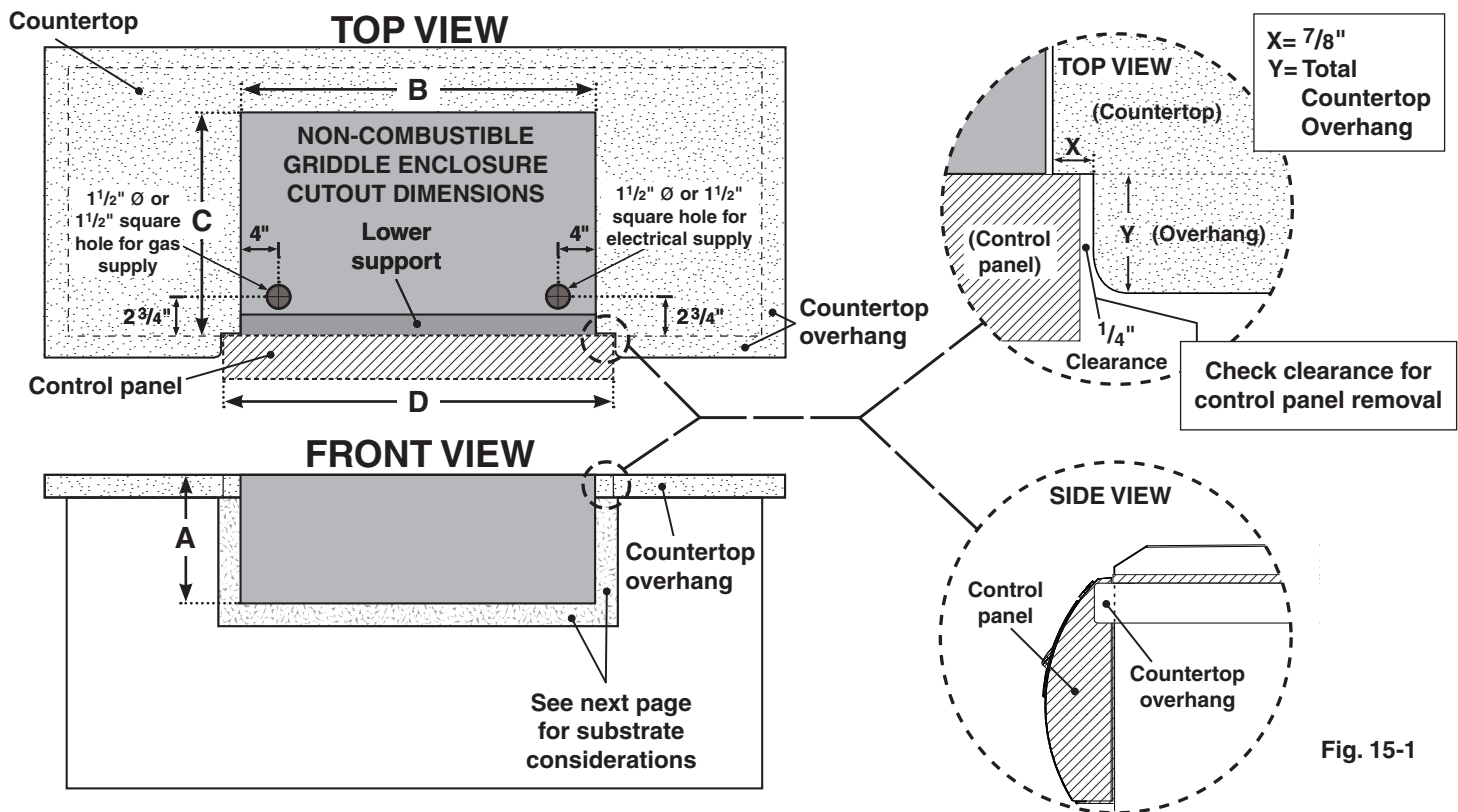 Countertop
TOP VIEW
B
NON-COMBUSTIBLE
GRIDDLE ENCLOSURE
CUTOUT DIMENSIONS
1 1/2" Ø or
1 1/2" square
hole for gas
supply
C
4"
Lower
support
4"
1 1/2" Ø or 1 1/2"
square hole for
electrical supply
2 3/4"
2 3/4"
Countertop
overhang
Control panel
D
FRONT VIEW
A
Countertop
overhang
See next page
for substrate
considerations
TOP VIEW
(Countertop)
X
(Control
panel)
Y (Overhang)
1/4"
Clearance
X= 7/8"
Y= Total
Countertop
Overhang
Check clearance for
control panel removal
SIDE VIEW
Control
panel
Countertop
overhang
Fig. 15-1